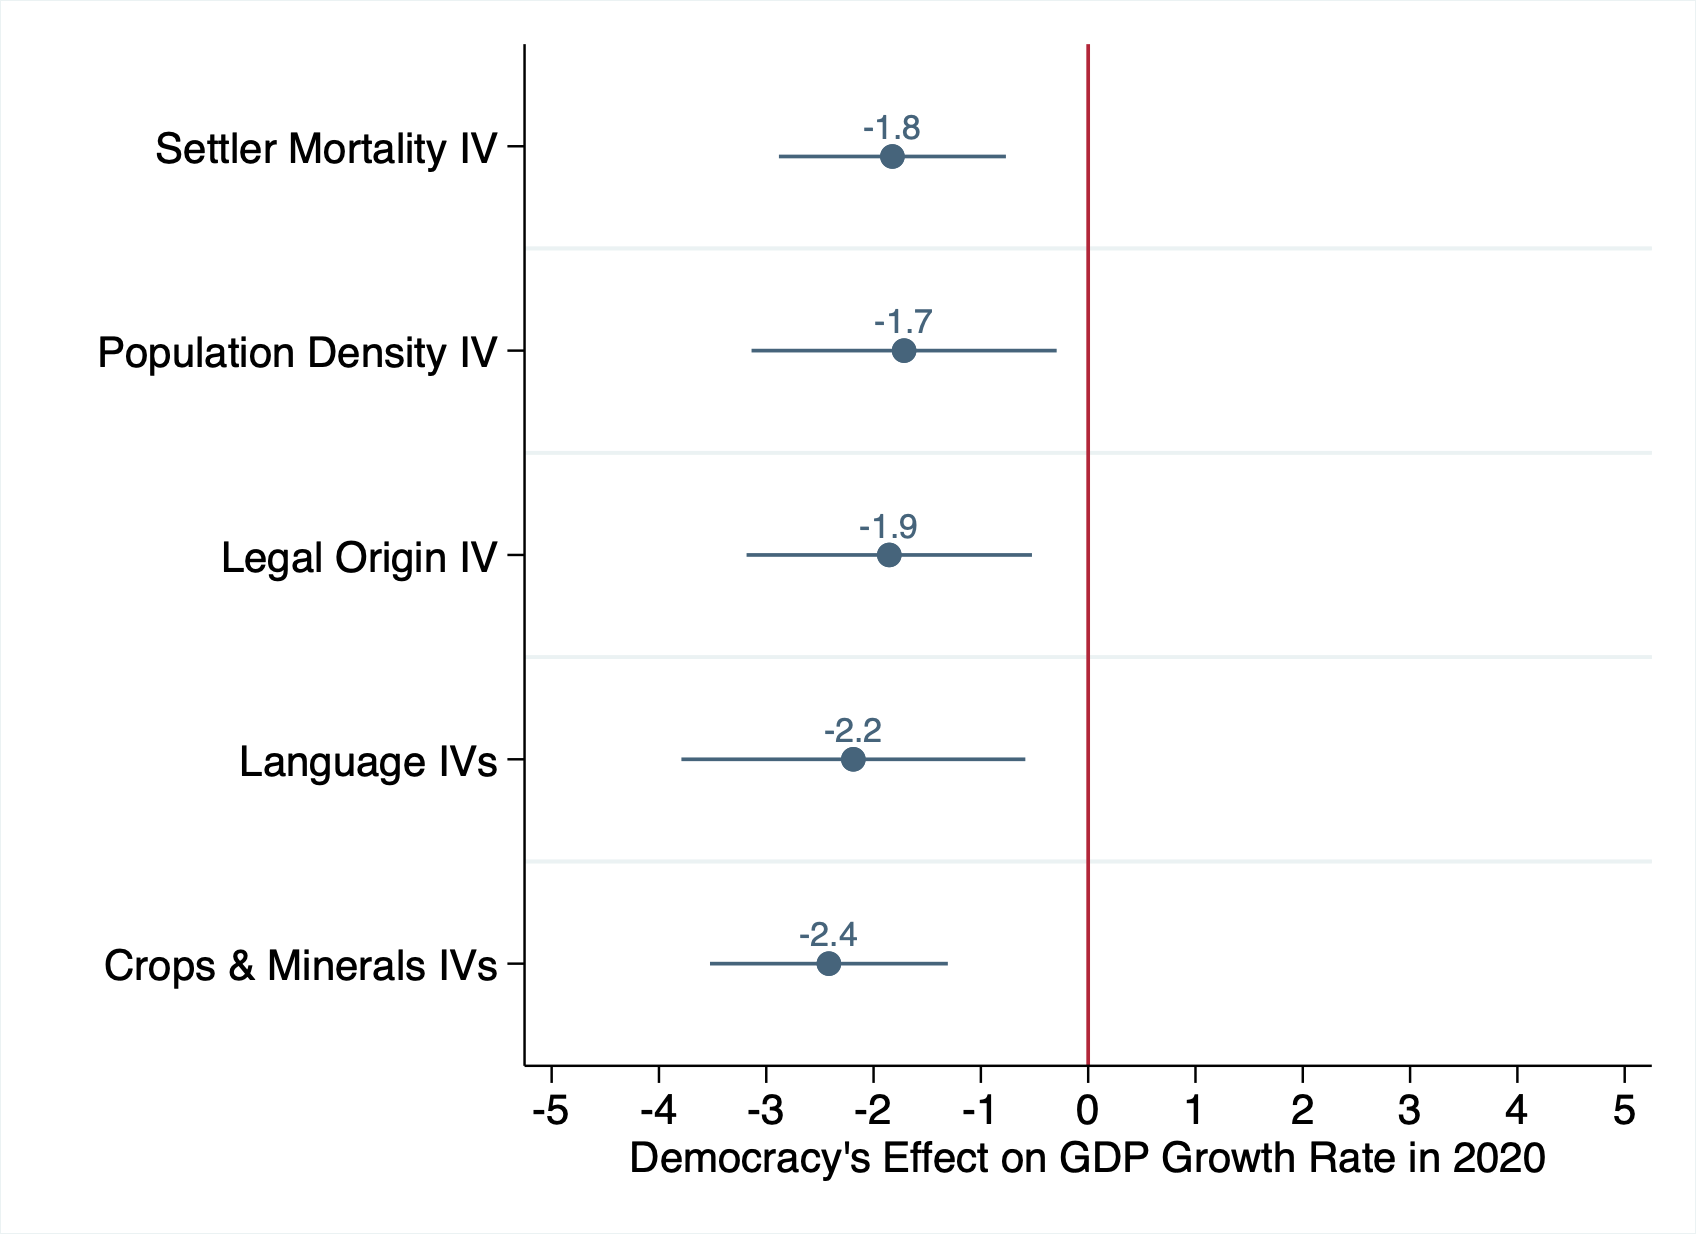 Settler Mortality IV
-1.8
Population Density IV
-1.7
Legal Origin IV
-1.9
Language IVs
-2.2
Crops & Minerals IVs
-2.4
-5 -4 -3 -2 -1 0 1 2 3 4 5
Democracy's Effect on GDP Growth Rate in 2020